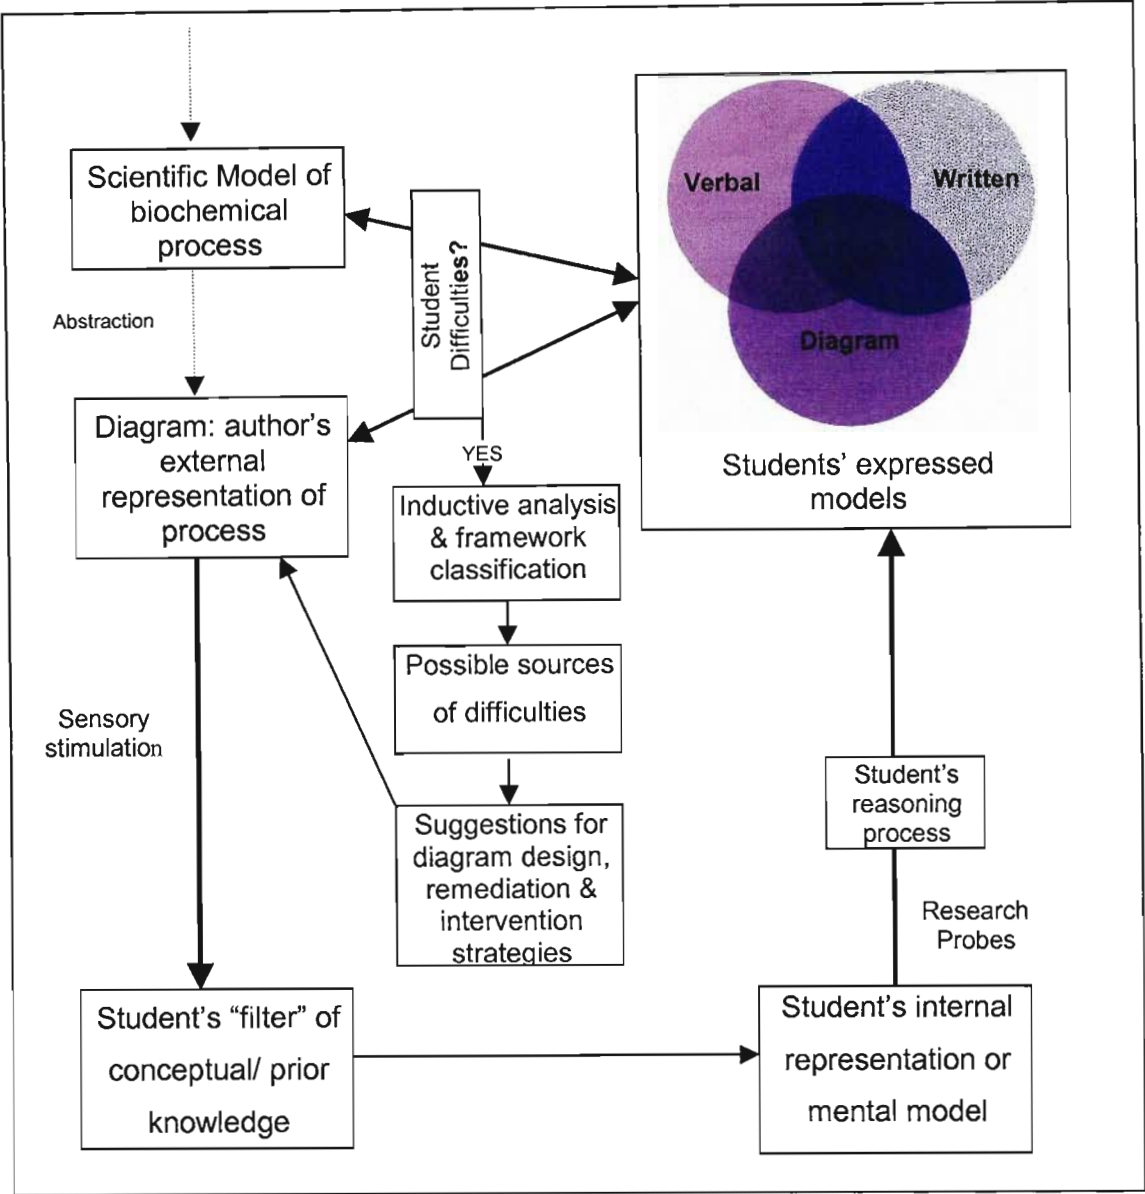 Scientific Model of
biochemical
process
Abstraction
Student
Difficulties?
Verbal
Written
Diagram
Students' expressed
models
Diagram: author's
external
representation of
process
YES
Inductive analysis
& framework
classification
Possible sources
of difficulties
Suggestions for
diagram design,
remediation &
intervention
strategies
Sensory
stimulation
Student's
reasoning
process
Research
Probes
Student's “filter” of
conceptual/ prior
knowledge
Student's internal
representation or
mental model